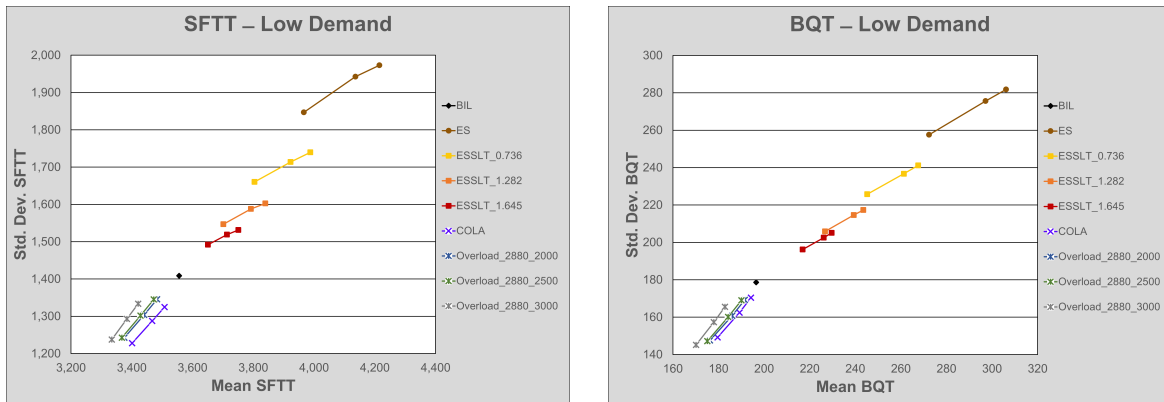 SFTT – Low Demand
2,000
1,900
1,800
1,700
1,600
1,500
1,400
1,300
1,200
Std. Dev. SFTT
3,200 3,400 3,600 3,800 4,000 4,200 4,400
Mean SFTT
BIL
ES
ESSLT_0.736
ESSLT_1.282
ESSLT_1.645
COLA
Overload_2880_2000
Overload_2880_2500
Overload_2880_3000
BQT – Low Demand
300
280
260
240
220
200
180
160
140
Std. Dev. BQT
160 180 200 220 240 260 280 300 320
Mean BQT
BIL
ES
ESSLT_0.736
ESSLT_1.282
ESSLT_1.645
COLA
Overload_2880_2000
Overload_2880_2500
Overload_2880_3000